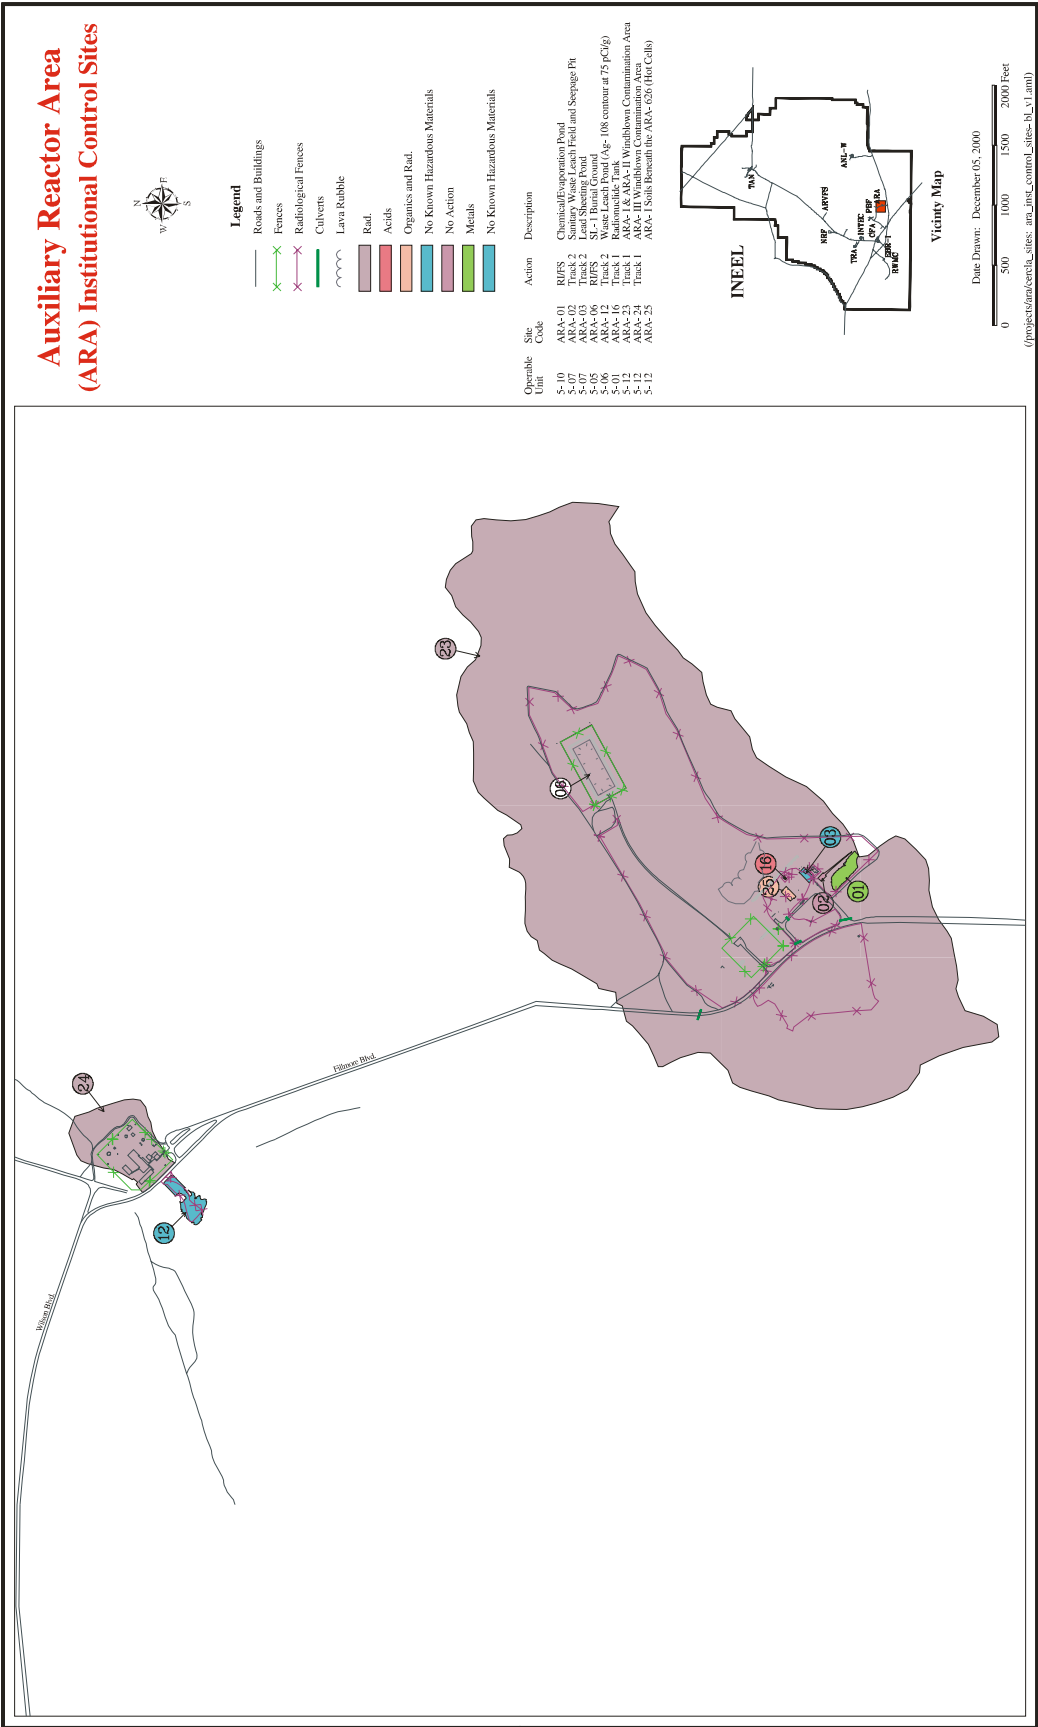 Auxiliary Reactor Area
(ARA) Institutional Control Sites
N
E
S
W
Legend
Roads and Buildings
Fences
Radiological Fences
Culverts
Lava Rubble
Rad.
Acids
Organics and Rad.
No Known Hazardous Materials
No Action
Metals
No Known Hazardous Materials
Operable Unit Site Code Action Description
5-10 ARA-01 RI/FS Chemical/Evaporation Pond
5-07 ARA-02 Track 2 Sanitary Waste Leach Field and Seepage Pit
5-07 ARA-03 Track 2 Lead Sheeting Pond
5-05 ARA-06 RI/FS SL-1 Burial Ground
5-06 ARA-12 Track 2 Waste Leach Pond (Ag-108 contour at 75 pCi/g)
5-01 ARA-16 Track 1 Radionuclide Tank
5-12 ARA-23 Track 1 ARA-I & ARA-II Windblown Contamination Area
5-12 ARA-24 Track 1 ARA-III Windblown Contamination Area
5-12 ARA-25 ARA-I Soils Beneath the ARA-626 (Hot Cells)
INEEL
TAN
ARVFS
ANL-W
NRF
INTEC
TRA
CFA
PBF
ARA
EBR-I
RWMC
Vicinty Map
Date Drawn: December 05, 2000
0 500 1000 1500 2000 Feet
(/projects/ara/cercla_sites: ara_inst_control_sites-bl_v1.aml)
23
06
16
25
03
02
01
24
12
Fillmore Blvd.
Wilson Blvd.